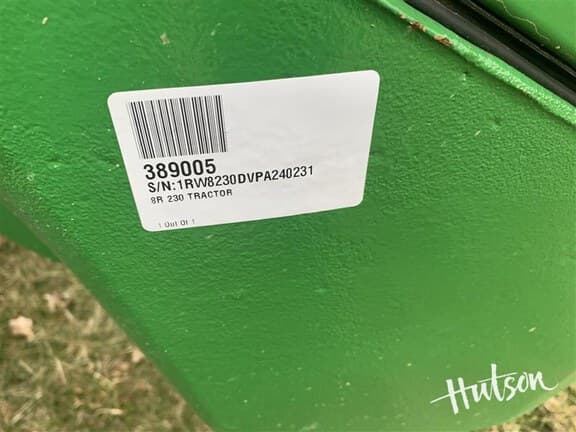 389005
S/N:1RW8230DVPA240231
8R 230 TRACTOR
1 Out Of 1
Hutson